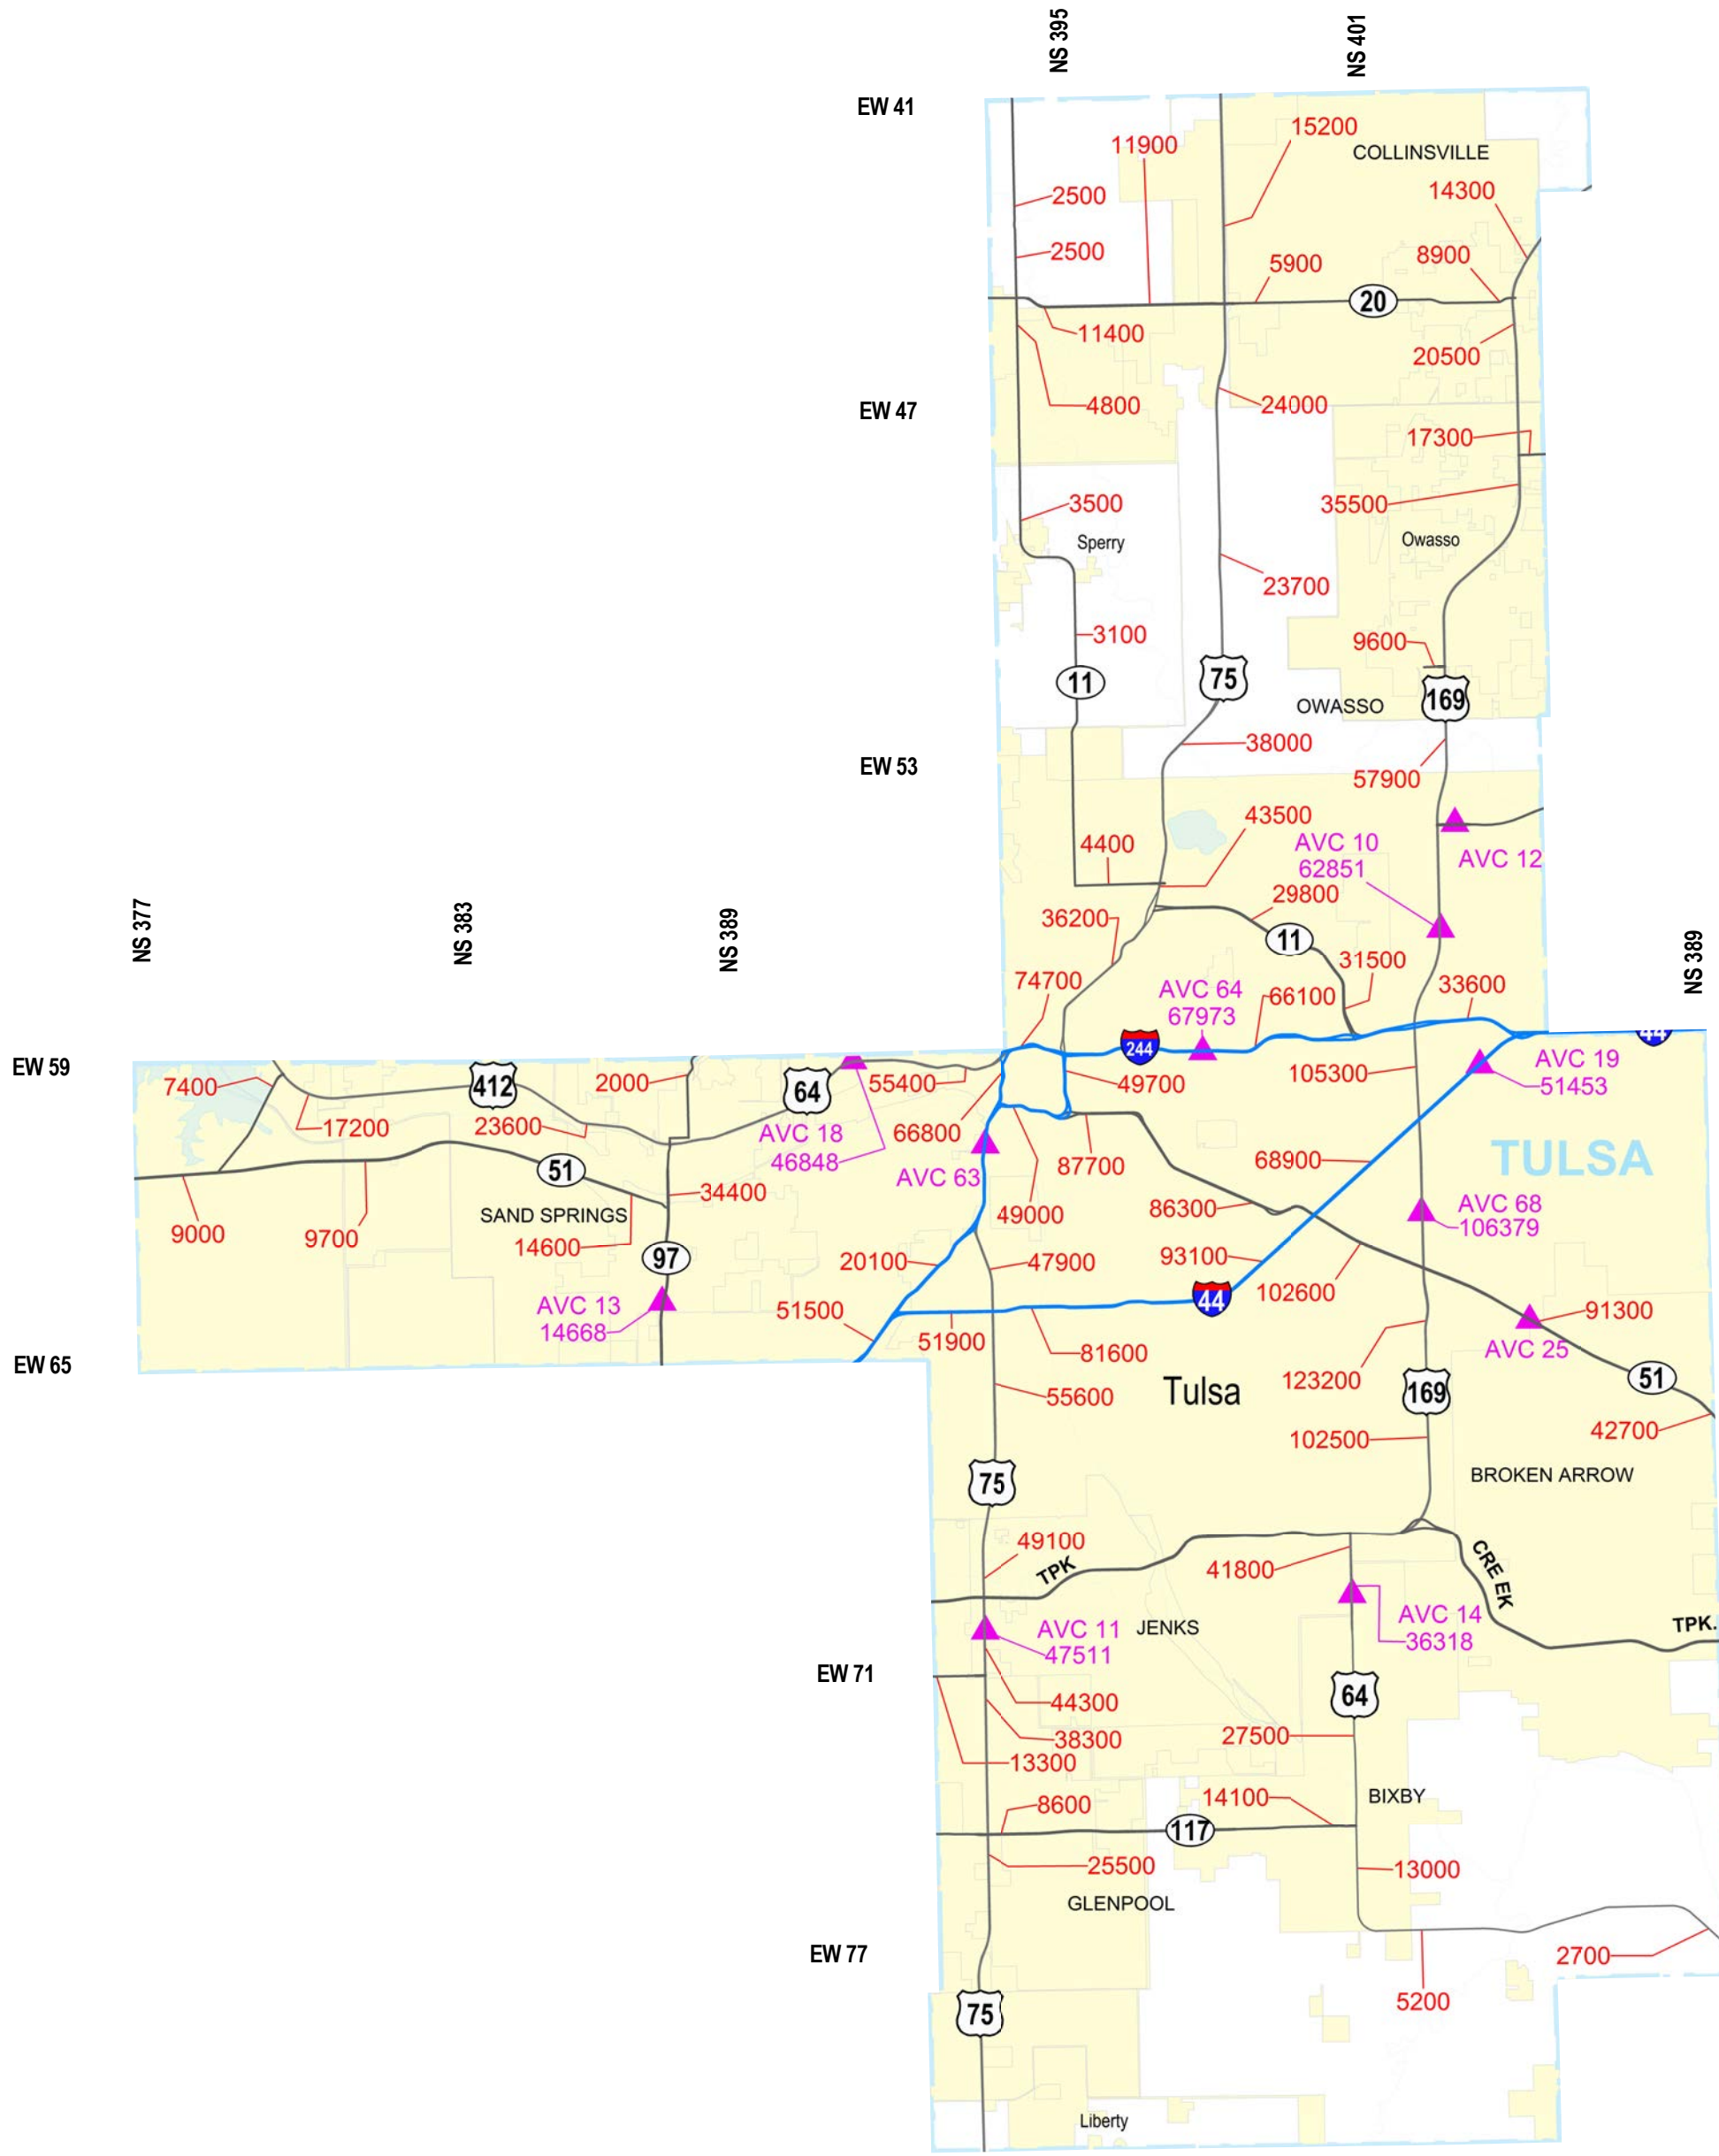 NS 395
NS 401
EW 41
15200
11900
COLLINSVILLE
14300
2500
2500
5900
8900
20
11400
20500
EW 47
4800
24000
17300
3500
35500
Sperry
Owasso
23700
3100
9600
11
75
169
OWASSO
38000
EW 53
57900
43500
4400
AVC 10
62851
AVC 12
29800
NS 377
NS 383
NS 389
36200
11
NS 389
31500
74700
AVC 64
67973
66100
33600
244
44
EW 59
7400
412
2000
64
55400
49700
105300
AVC 19
51453
17200
23600
AVC 18
46848
66800
87700
68900
TULSA
51
AVC 63
34400
49000
86300
AVC 68
106379
9000
9700
SAND SPRINGS
14600
97
20100
47900
93100
102600
AVC 13
14668
51500
44
91300
51900
81600
AVC 25
EW 65
55600
Tulsa
123200
169
51
102500
42700
75
BROKEN ARROW
49100
TPK
41800
CRE EK
AVC 14
36318
TPK.
AVC 11
47511
JENKS
EW 71
44300
64
38300
27500
13300
8600
14100
BIXBY
117
25500
13000
GLENPOOL
EW 77
2700
5200
75
Liberty